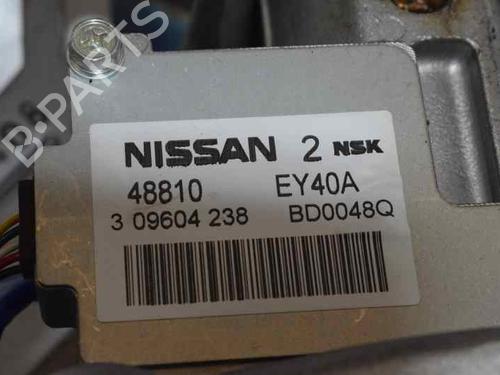 B-PARTS
NISSAN 2 NSK
48810 EY40A
3 09604 238 BD0048Q